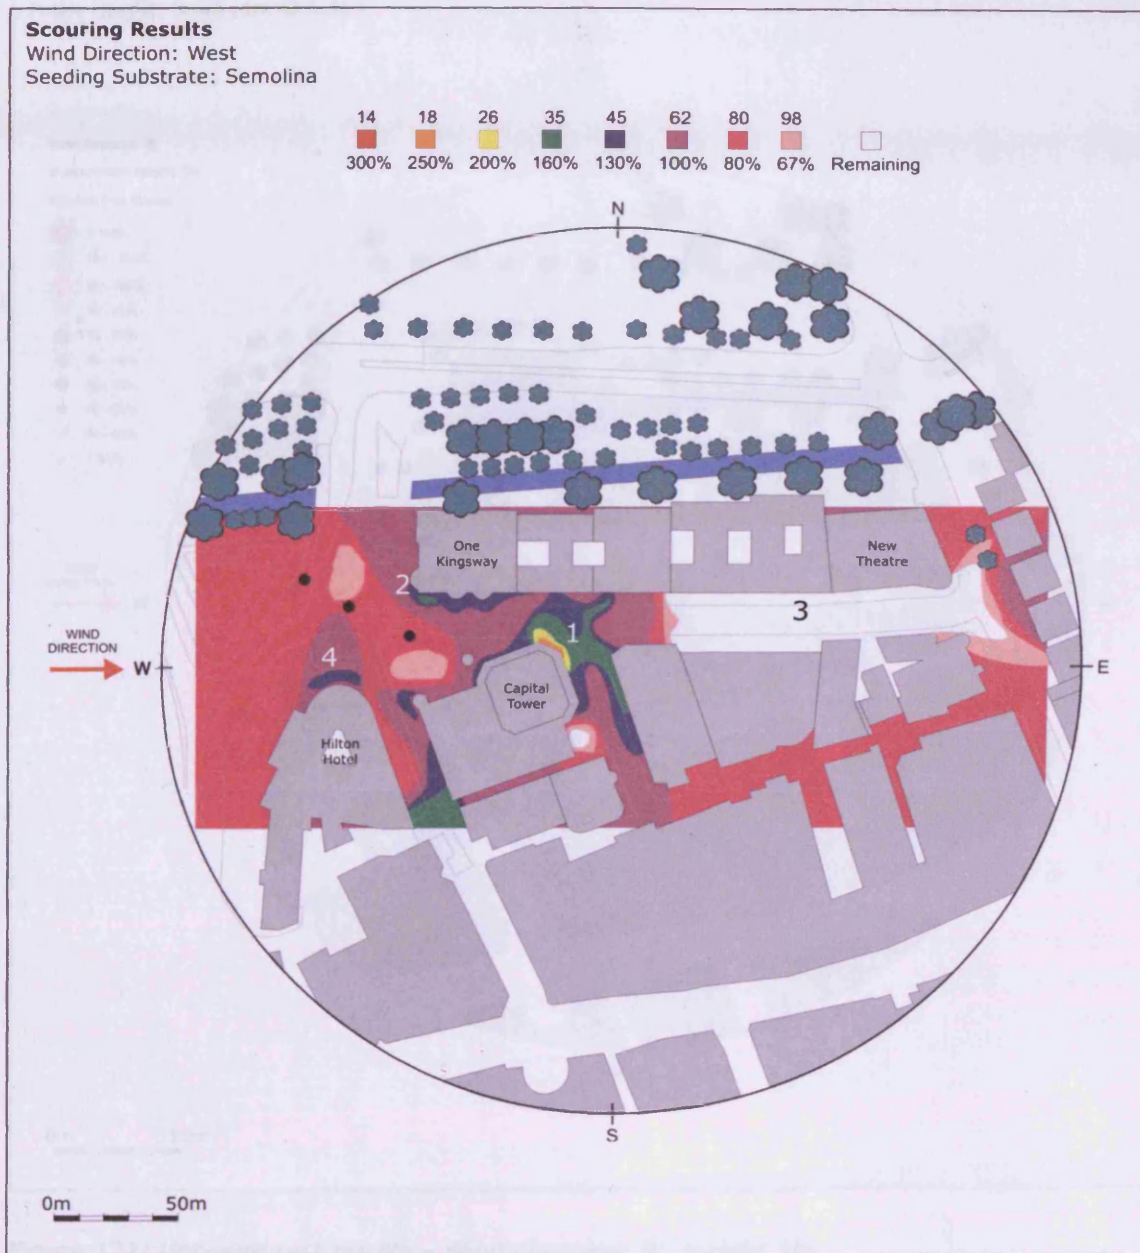 Scouring Results
Wind Direction: West
Seeding Substrate: Semolina
14 18 26 35 45 62 80 98
300% 250% 200% 160% 130% 100% 80% 67% Remaining
N
One
Kingsway
New
Theatre
2
1
3
WIND
DIRECTION
W
4
E
Capital
Tower
Hilton
Hotel
S
0m 50m